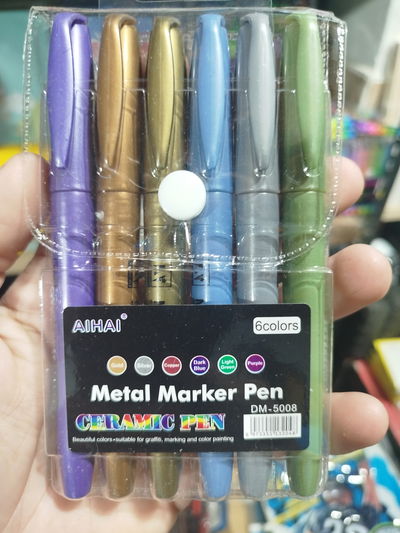 AIHAI
6colors
Gold
Silver
Copper
Dark Blue
Light Green
Purple
Metal Marker Pen
DM-5008
CERAMIC PEN
Beautiful colors•suitable for graffiti, marking and color painting